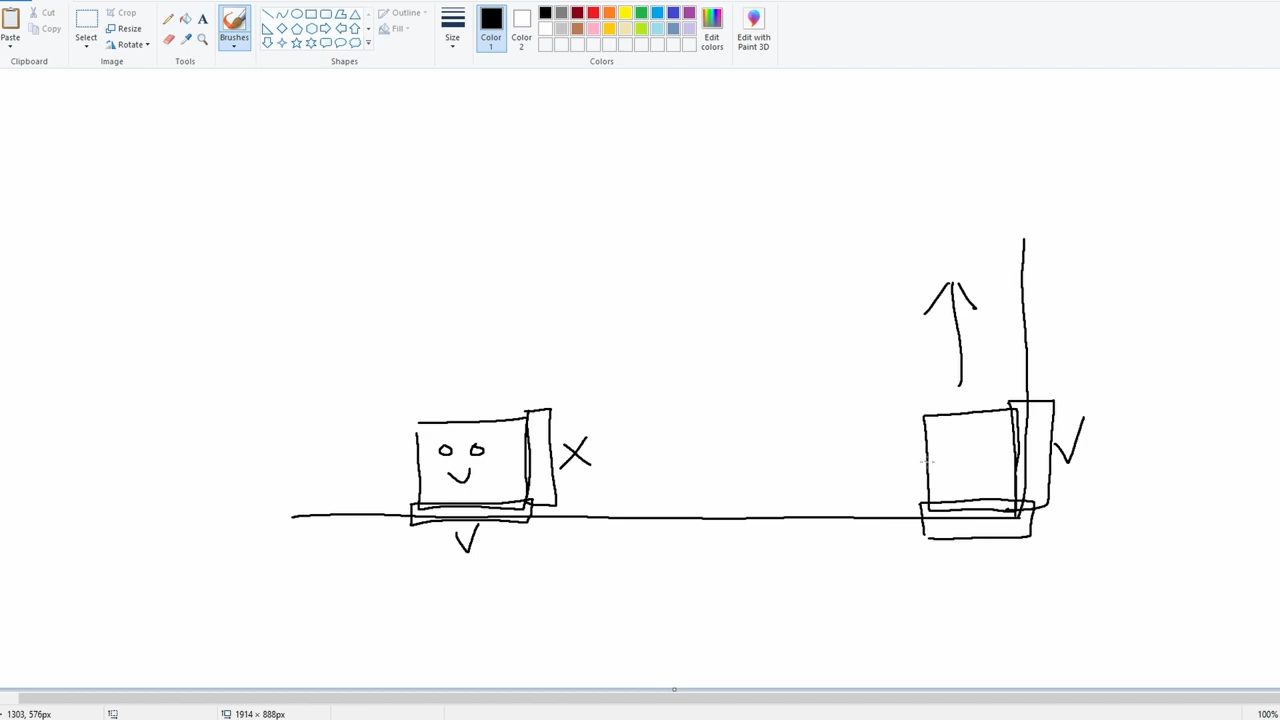 Paste
Cut
Copy
Clipboard
Select
Crop
Resize
Rotate
Image
A
Tools
Brushes
Outline
Fill
Shapes
Size
Color
1
Color
2
Edit
colors
Edit with
Paint 3D
Colors
X
1303, 576px
1914 × 888px
100%